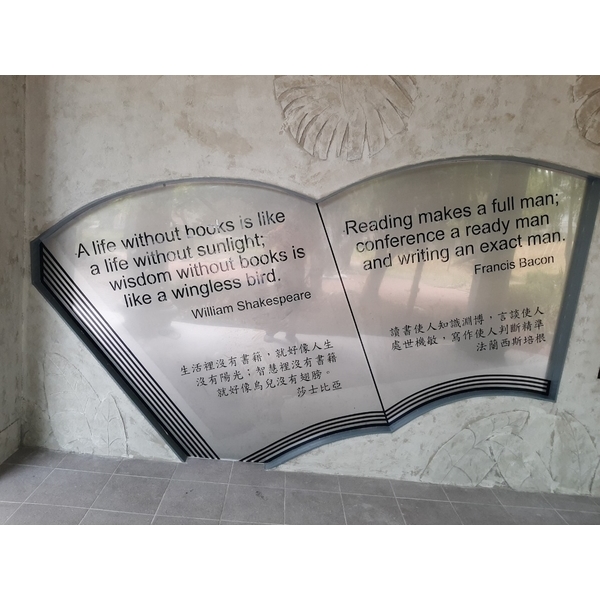 A life without books is like
a life without sunlight;
wisdom without books is
like a wingless bird.
William Shakespeare
生活裡沒有書籍，就好像人生
沒有陽光；智慧裡沒有書籍
就好像鳥兒沒有翅膀。
莎士比亞
Reading makes a full man;
conference a ready man
and writing an exact man.
Francis Bacon
讀書使人知識淵博，言談使人
處世機敏，寫作使人判斷精準
法蘭西斯培根